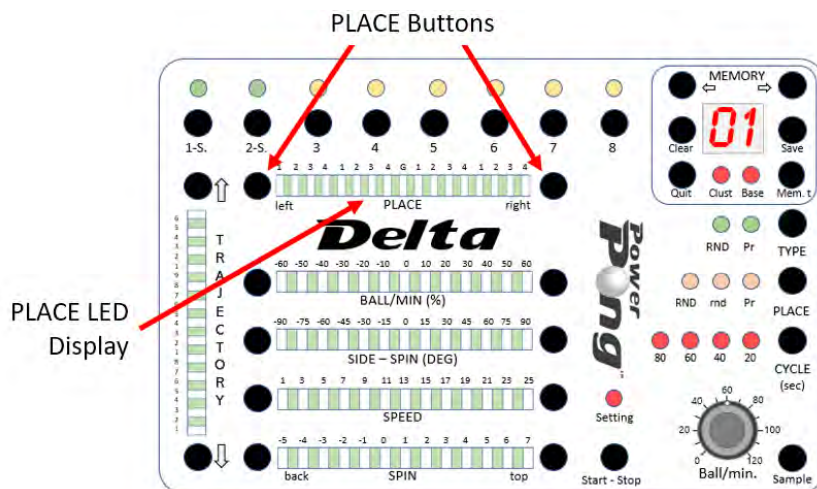 PLACE Buttons
MEMORY
01
Clear
Save
Quit
Clust
Base
Mem. t
1-S.
2-S.
3
4
5
6
7
8
1 2 3 4 1 2 3 4 G 1 2 3 4 1 2 3 4
left
PLACE
right
Delta
RND
Pr
TYPE
TRAJECTORY
-60 -50 -40 -30 -20 -10 0 10 20 30 40 50 60
BALL/MIN (%)
Power Pong
RND
rnd
Pr
PLACE
PLACE LED
Display
-90 -75 -60 -45 -30 -15 0 15 30 45 60 75 90
SIDE – SPIN (DEG)
80
60
40
20
CYCLE
(sec)
1 3 5 7 9 11 13 15 17 19 21 23 25
SPEED
Setting
0 20 40 60 80 100 120
Ball/min.
-5 -4 -3 -2 -1 0 1 2 3 4 5 6 7
back
SPIN
top
Start - Stop
Sample